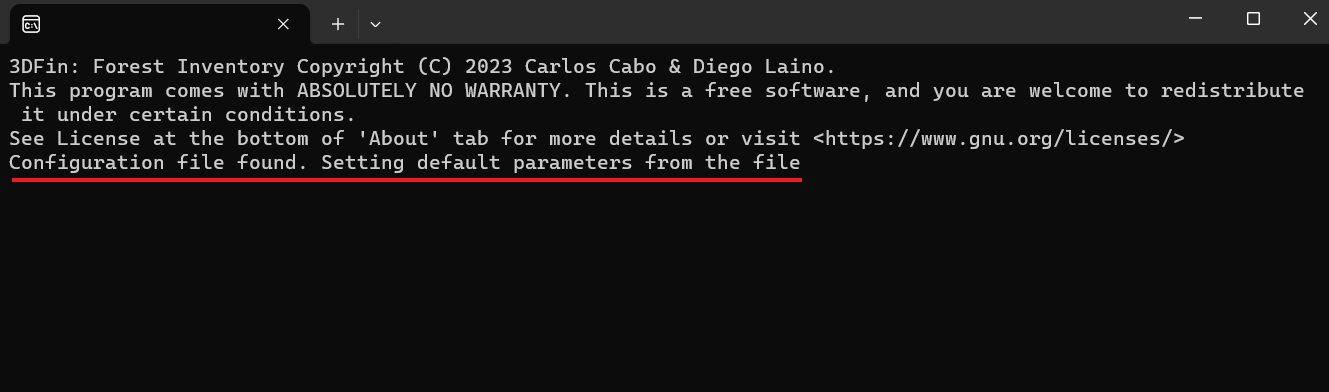 3DFin: Forest Inventory Copyright (C) 2023 Carlos Cabo & Diego Laino.
This program comes with ABSOLUTELY NO WARRANTY. This is a free software, and you are welcome to redistribute
it under certain conditions.
See License at the bottom of 'About' tab for more details or visit <https://www.gnu.org/licenses/>
Configuration file found. Setting default parameters from the file